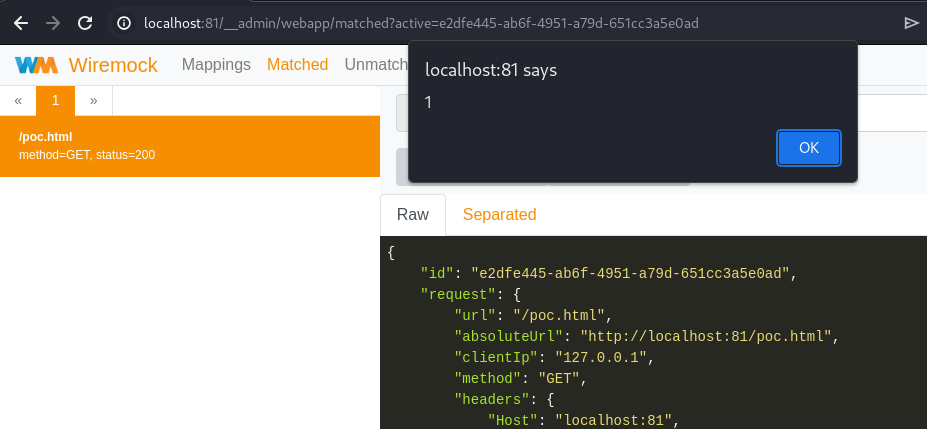 localhost:81/__admin/webapp/matched?active=e2dfe445-ab6f-4951-a79d-651cc3a5e0ad
WM Wiremock Mappings Matched Unmatch
localhost:81 says
1
OK
« 1 »
/poc.html
method=GET, status=200
Raw Separated
{
"id": "e2dfe445-ab6f-4951-a79d-651cc3a5e0ad",
"request": {
"url": "/poc.html",
"absoluteUrl": "http://localhost:81/poc.html",
"clientIp": "127.0.0.1",
"method": "GET",
"headers": {
"Host": "localhost:81",